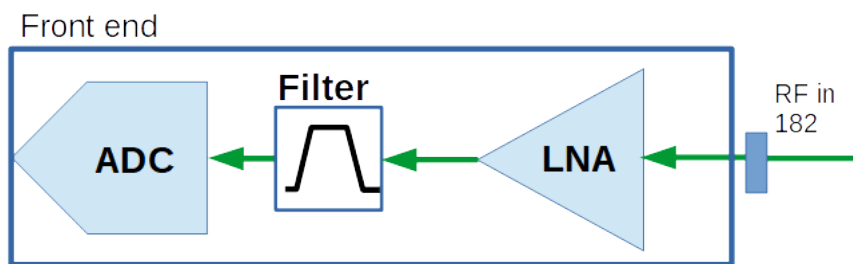 Front end
Filter
RF in
182
ADC
LNA